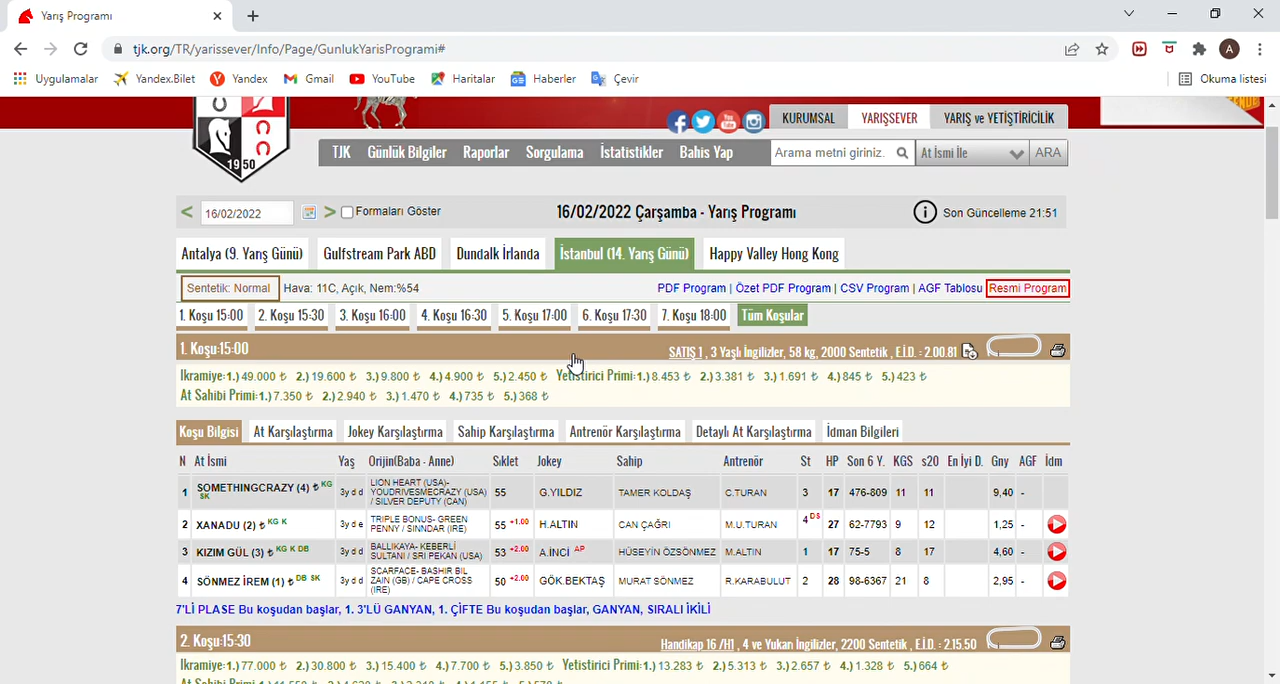 Yarış Programı
tjk.org/TR/yarissever/Info/Page/GunlukYarisProgrami#
A
Uygulamalar Yandex.Bilet Yandex Gmail YouTube Haritalar Haberler Çevir Okuma listesi
C C
C C
1950
KURUMSAL YARIŞSEVER YARIŞ ve YETİŞTİRİCİLİK
TJK Günlük Bilgiler Raporlar Sorgulama İstatistikler Bahis Yap Arama metni giriniz. At İsmi İle ARA
< 16/02/2022 > Formaları Göster 16/02/2022 Çarşamba - Yarış Programı Son Güncelleme 21:51
Antalya (9. Yarış Günü) Gulfstream Park ABD Dundalk İrlanda İstanbul (14. Yarış Günü) Happy Valley Hong Kong
Sentetik: Normal Hava: 11C, Açık, Nem:%54 PDF Program | Özet PDF Program | CSV Program | AGF Tablosu Resmi Program
1. Koşu 15:00 2. Koşu 15:30 3. Koşu 16:00 4. Koşu 16:30 5. Koşu 17:00 6. Koşu 17:30 7. Koşu 18:00 Tüm Koşular
1. Koşu:15:00 SATIŞ 1 , 3 Yaşlı İngilizler, 58 kg, 2000 Sentetik , E.İ.D. : 2.00.81
Ikramiye:1.) 49.000 ₺ 2.) 19.600 ₺ 3.) 9.800 ₺ 4.) 4.900 ₺ 5.) 2.450 ₺ Yetistirici Primi:1.) 8.453 ₺ 2.) 3.381 ₺ 3.) 1.691 ₺ 4.) 845 ₺ 5.) 423 ₺
At Sahibi Primi:1.) 7.350 ₺ 2.) 2.940 ₺ 3.) 1.470 ₺ 4.) 735 ₺ 5.) 368 ₺
Koşu Bilgisi At Karşılaştırma Jokey Karşılaştırma Sahip Karşılaştırma Antrenör Karşılaştırma Detaylı At Karşılaştırma İdman Bilgileri
N At İsmi Yaş Orijin(Baba - Anne) Sıklet Jokey Sahip Antrenör St HP Son 6 Y. KGS s20 En İyi D. Gny AGF İdm
1 SOMETHINGCRAZY (4) ₺ KG SK 3y d d LION HEART (USA)- YOUDRIVESMECRAZY (USA) / SILVER DEPUTY (CAN) 55 G.YILDIZ TAMER KOLDAŞ C.TURAN 3 17 476-809 11 11 9,40 -
2 XANADU (2) ₺ KG K 3y d e TRIPLE BONUS- GREEN PENNY / SINNDAR (IRE) 55 +1.00 H.ALTIN CAN ÇAĞRI M.U.TURAN 4 DS 27 62-7793 9 12 1,25 -
3 KIZIM GÜL (3) ₺ KG K DB 3y d d BALLIKAYA- KEBERLİ SULTANI / SRI PEKAN (USA) 53 +2.00 A.İNCİ AP HÜSEYİN ÖZSÖNMEZ M.ALTIN 1 17 75-5 8 17 4,60 -
4 SÖNMEZ İREM (1) ₺ DB SK 3y d d SCARFACE- BASHIR BIL ZAIN (GB) / CAPE CROSS (IRE) 50 +2.00 GÖK.BEKTAŞ MURAT SÖNMEZ R.KARABULUT 2 28 98-6367 21 8 2,95 -
7'Lİ PLASE Bu koşudan başlar, 1. 3'LÜ GANYAN, 1. ÇİFTE Bu koşudan başlar, GANYAN, SIRALI İKİLİ
2. Koşu:15:30 Handikap 16 /H1 , 4 ve Yukarı İngilizler, 2200 Sentetik , E.İ.D. : 2.15.50
Ikramiye:1.) 77.000 ₺ 2.) 30.800 ₺ 3.) 15.400 ₺ 4.) 7.700 ₺ 5.) 3.850 ₺ Yetistirici Primi:1.) 13.283 ₺ 2.) 5.313 ₺ 3.) 2.657 ₺ 4.) 1.328 ₺ 5.) 664 ₺
At Sahibi Primi:1.)